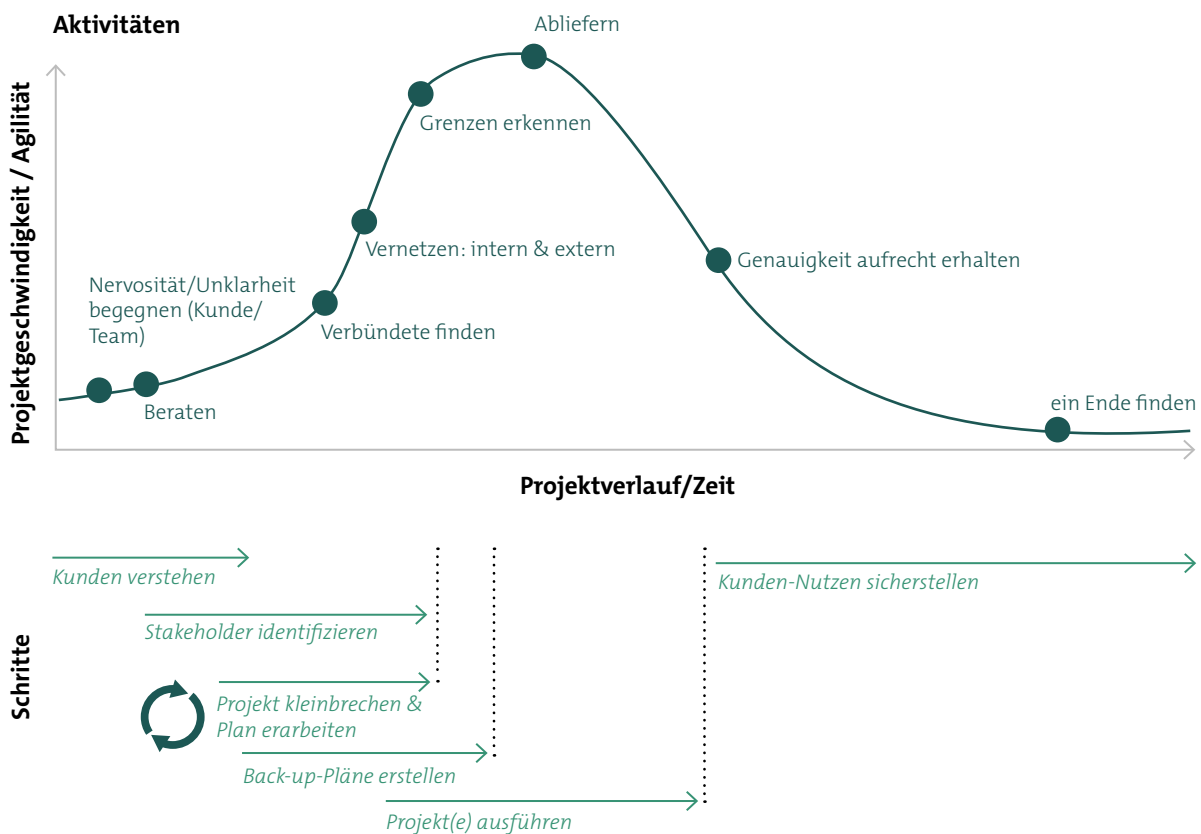 Aktivitäten
Abliefern
Projektgeschwindigkeit / Agilität
Grenzen erkennen
Vernetzen: intern & extern
Genauigkeit aufrecht erhalten
Nervosität/Unklarheit
begegnen (Kunde/
Team)
Verbündete finden
Beraten
ein Ende finden
Projektverlauf/Zeit
Schritte
Kunden verstehen
Kunden-Nutzen sicherstellen
Stakeholder identifizieren
Projekt kleinbrechen &
Plan erarbeiten
Back-up-Pläne erstellen
Projekt(e) ausführen